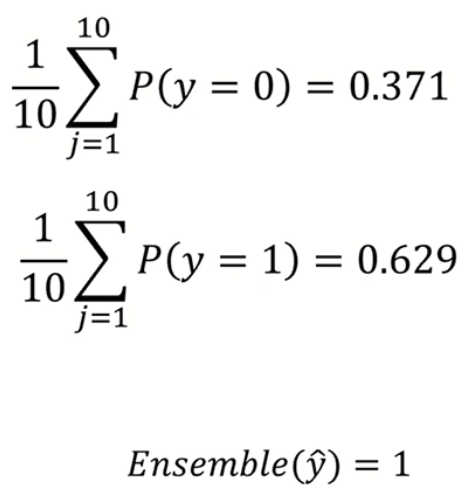 1/10 ∑_{j=1}^{10} P(y = 0) = 0.371
1/10 ∑_{j=1}^{10} P(y = 1) = 0.629
Ensemble(ŷ) = 1